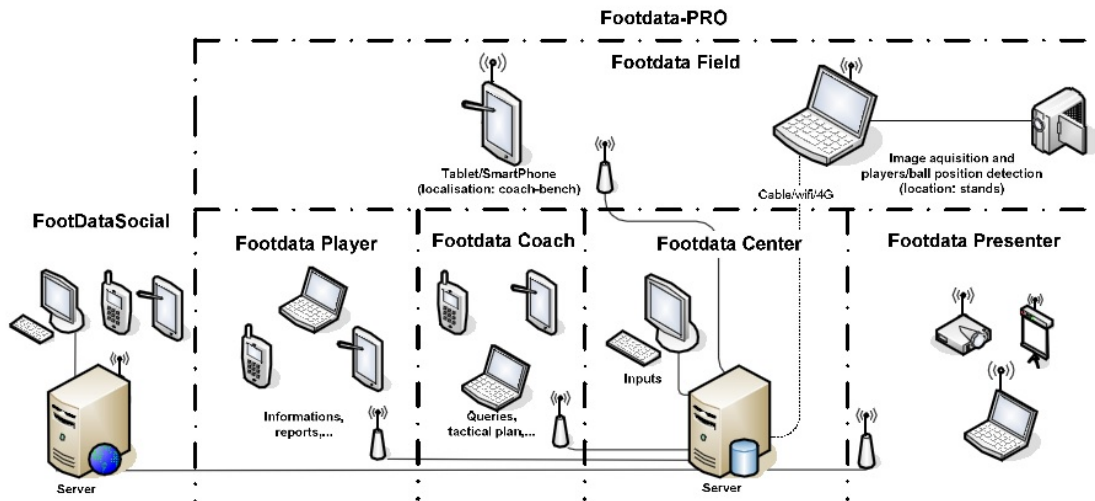 Footdata-PRO
Footdata Field
Tablet/SmartPhone
(localisation: coach-bench)
Image aquisition and
players/ball position detection
(location: stands)
Cable/wifi/4G
FootDataSocial
Footdata Player
Footdata Coach
Footdata Center
Footdata Presenter
Informations,
reports,...
Queries,
tactical plan,...
Inputs
Server
Server